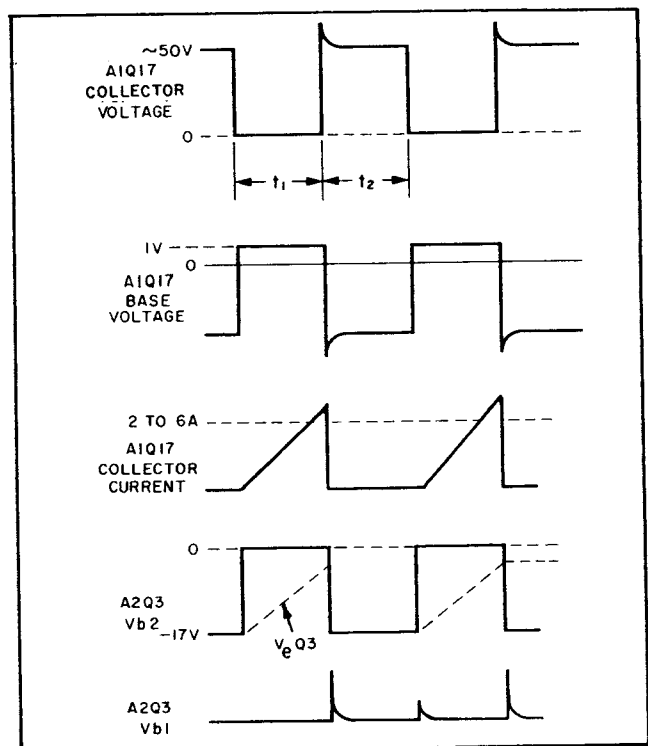 ~50V
A1Q17
COLLECTOR
VOLTAGE
0
t₁
t₂
1V
0
A1Q17
BASE
VOLTAGE
2 TO 6A
A1Q17
COLLECTOR
CURRENT
0
A2Q3
Vb2
-17V
VeQ3
A2Q3
Vb1